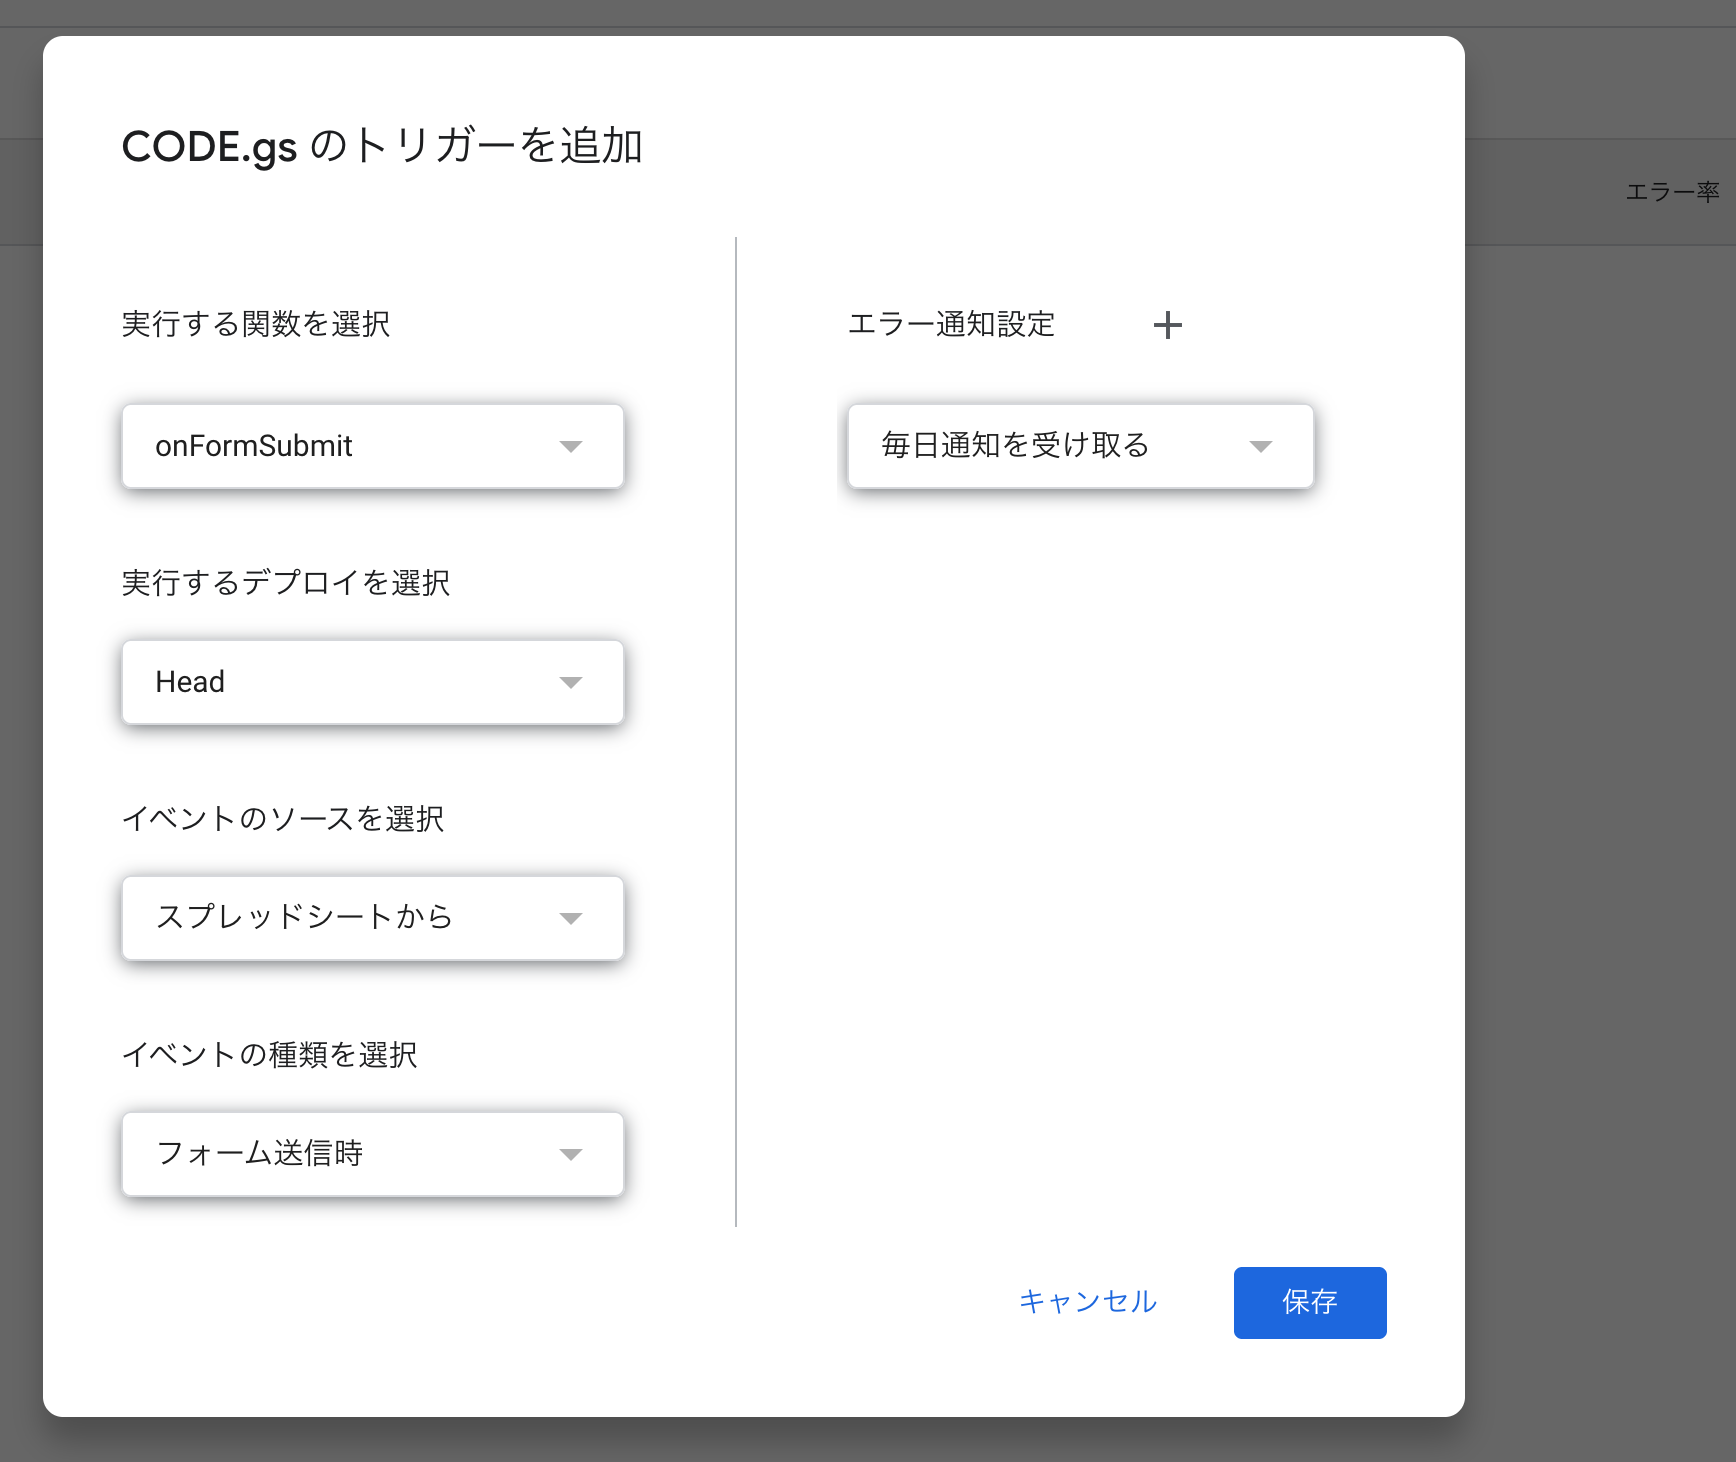 CODE.gs のトリガーを追加
エラー率
実行する関数を選択
onFormSubmit
実行するデプロイを選択
Head
イベントのソースを選択
スプレッドシートから
イベントの種類を選択
フォーム送信時
エラー通知設定
毎日通知を受け取る
キャンセル
保存